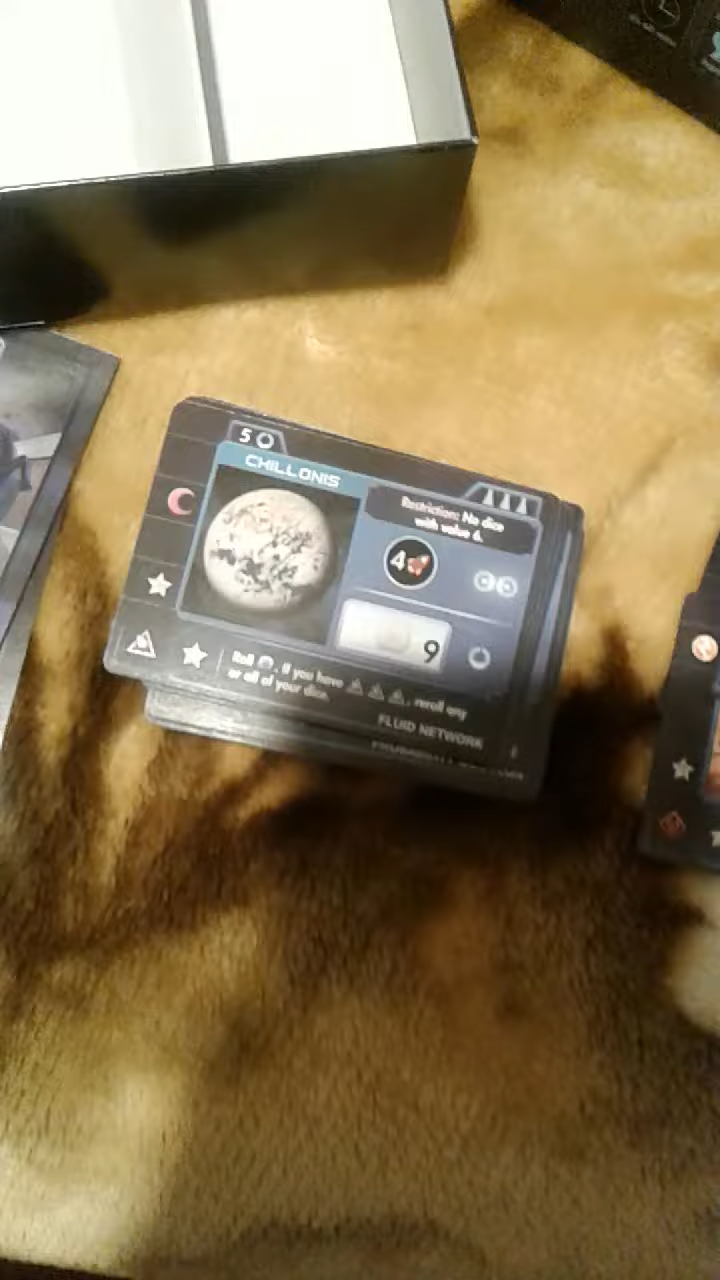 5
CHILLONIS
Restriction: No dice
with value 6.
4
9
Roll . If you have , reroll any
or all of your dice.
FLUID NETWORK